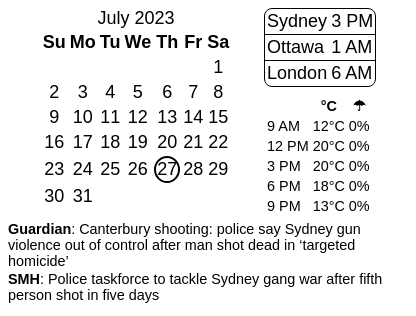 July 2023
Su Mo Tu We Th Fr Sa
1
2 3 4 5 6 7 8
9 10 11 12 13 14 15
16 17 18 19 20 21 22
23 24 25 26 27 28 29
30 31
Sydney 3 PM
Ottawa 1 AM
London 6 AM
°C ☂
9 AM 12°C 0%
12 PM 20°C 0%
3 PM 20°C 0%
6 PM 18°C 0%
9 PM 13°C 0%
Guardian: Canterbury shooting: police say Sydney gun
violence out of control after man shot dead in ‘targeted
homicide’
SMH: Police taskforce to tackle Sydney gang war after fifth
person shot in five days